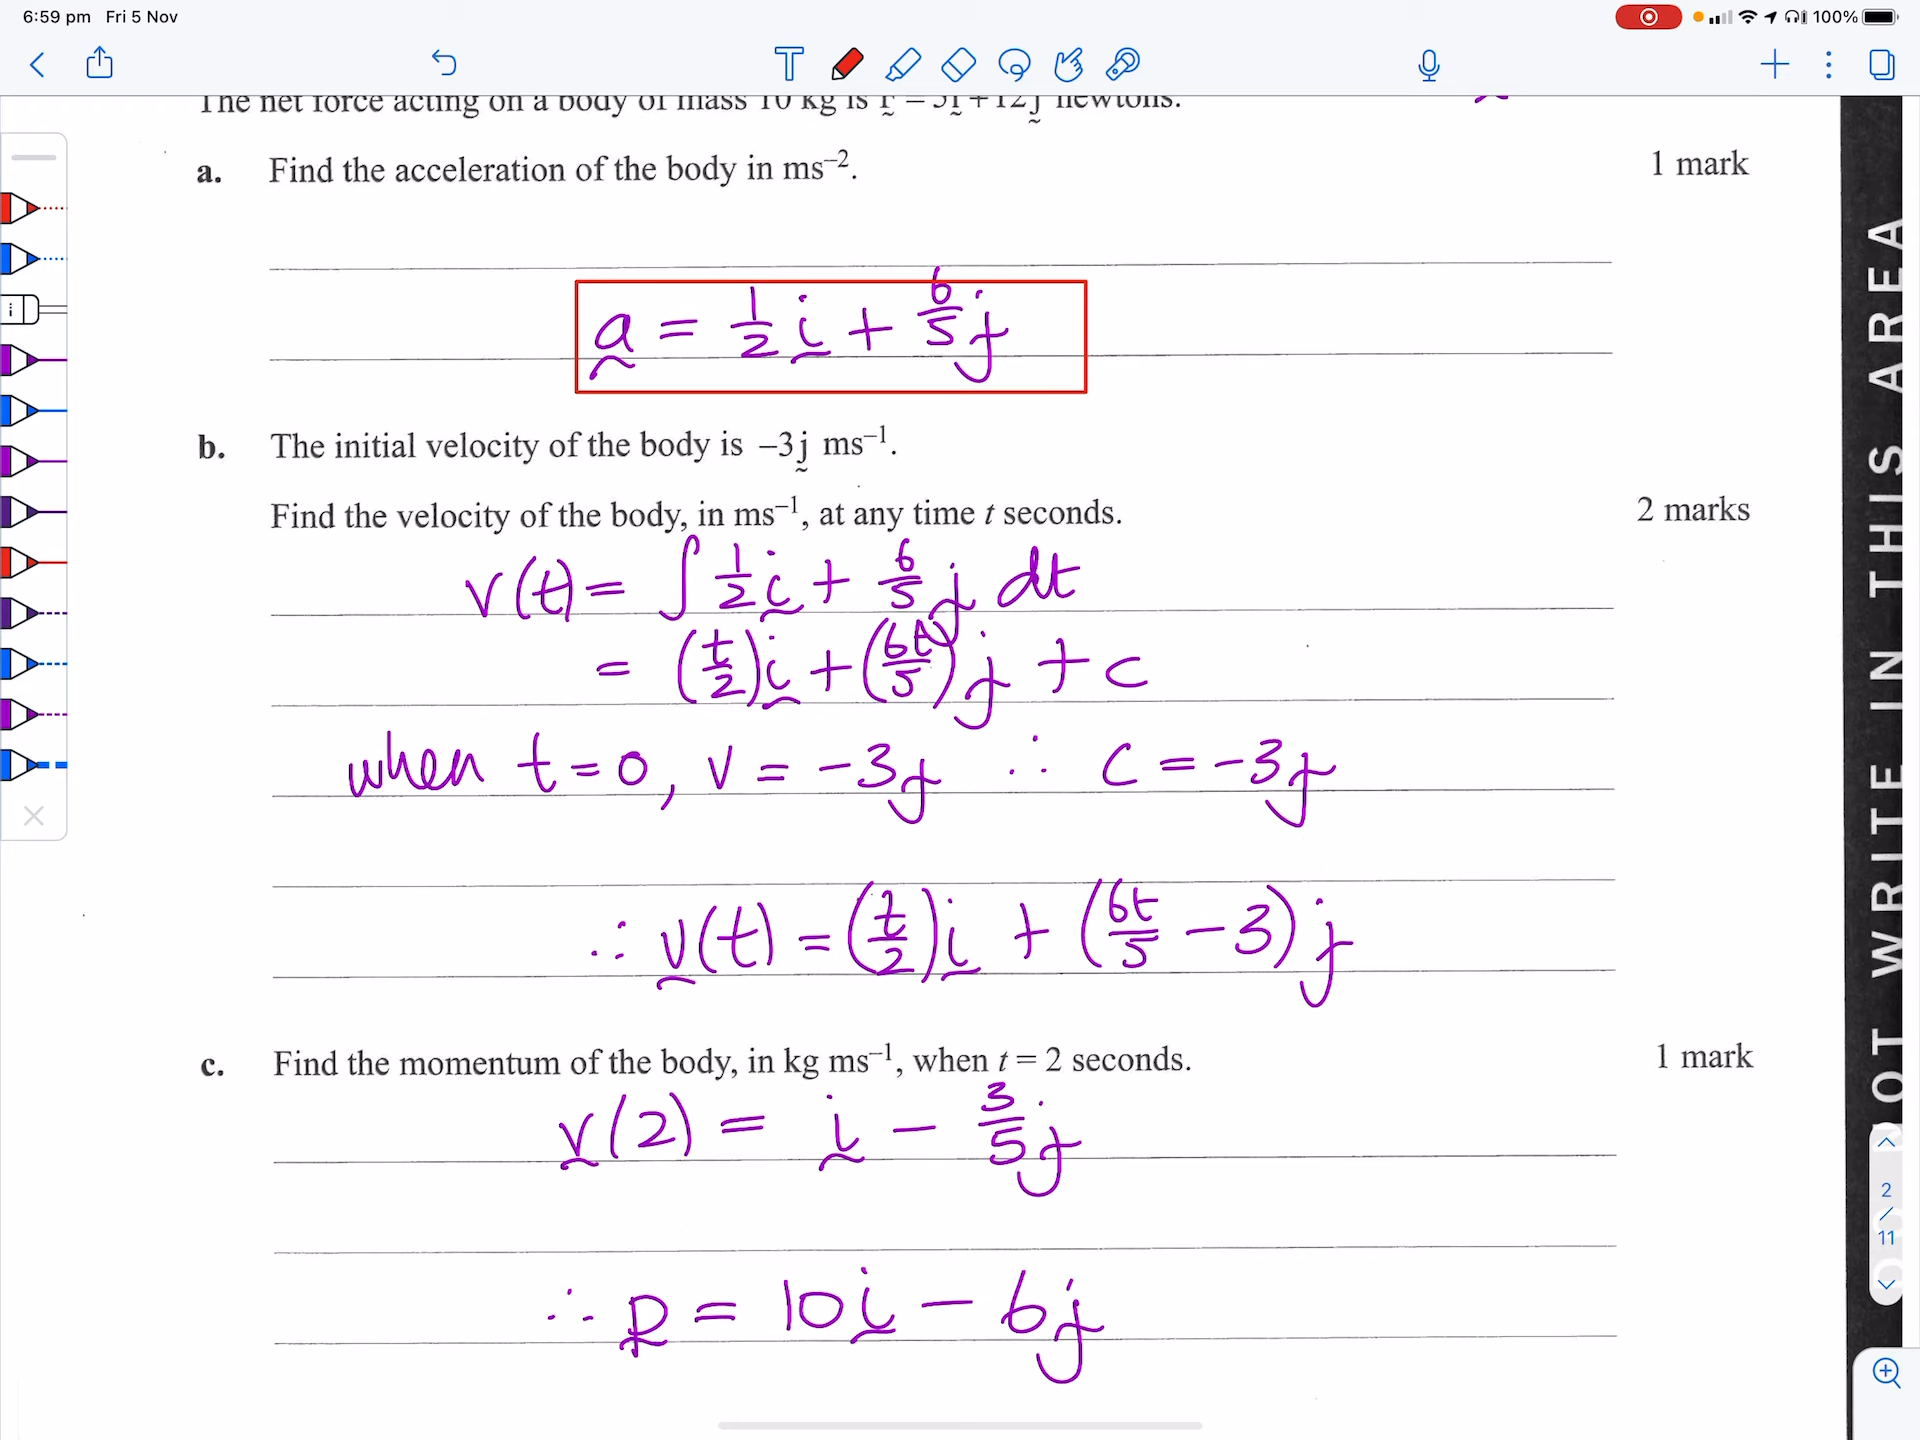 6:59 pm Fri 5 Nov
100%
The net force acting on a body of mass 10 kg is F = 5i + 12j newtons.
a. Find the acceleration of the body in ms⁻². 1 mark
a = 1/2 i + 6/5 j
b. The initial velocity of the body is –3j ms⁻¹.
Find the velocity of the body, in ms⁻¹, at any time t seconds. 2 marks
v(t) = ∫ 1/2 i + 6/5 j dt
= (t/2) i + (6t/5) j + c
when t = 0, v = -3j ∴ c = -3j
∴ v(t) = (t/2) i + (6t/5 - 3) j
c. Find the momentum of the body, in kg ms⁻¹, when t = 2 seconds. 1 mark
v(2) = i - 3/5 j
∴ p = 10i - 6j
NOT WRITE IN THIS AREA
2
/
11